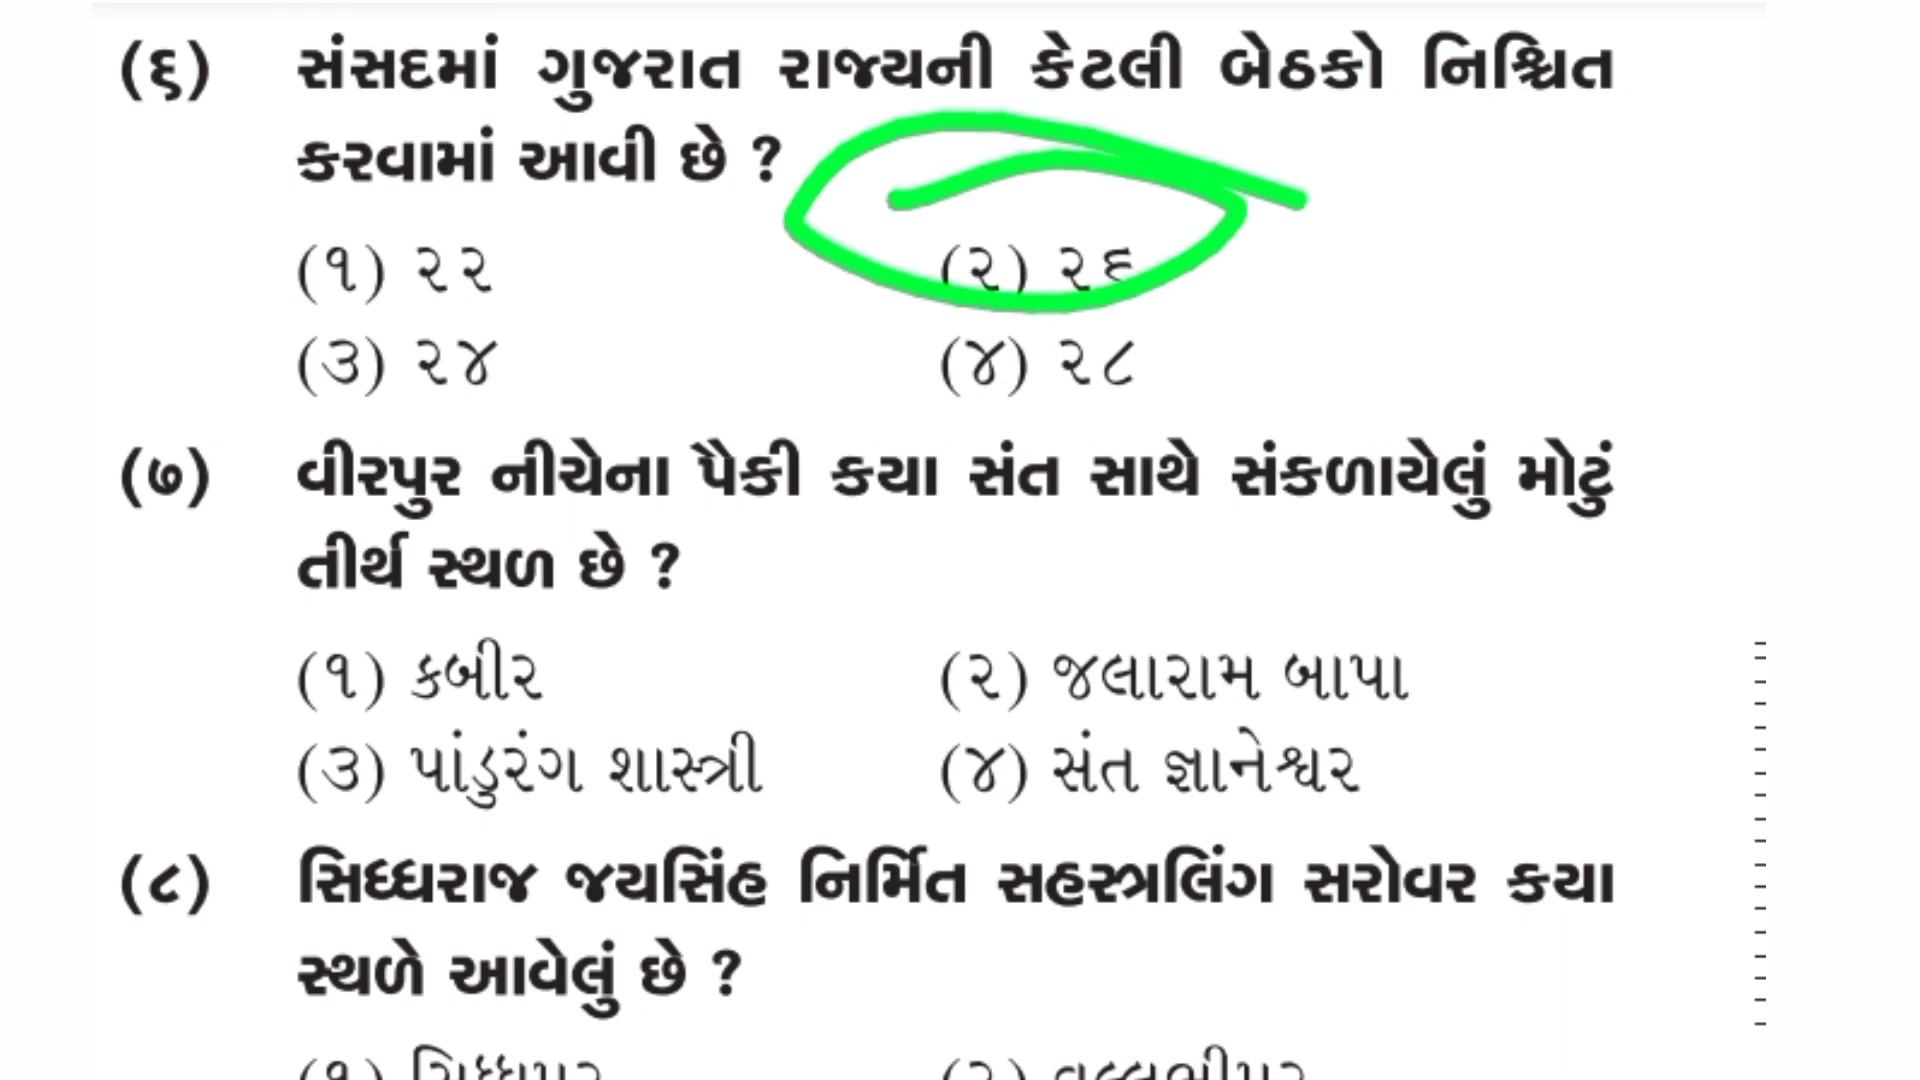 (૬) સંસદમાં ગુજરાત રાજ્યની કેટલી બેઠકો નિશ્ચિત
કરવામાં આવી છે ?
(૧) ૨૨ (૨) ૨૬
(૩) ૨૪ (૪) ૨૮
(૭) વીરપુર નીચેના પૈકી કયા સંત સાથે સંકળાયેલું મોટું
તીર્થ સ્થળ છે ?
(૧) કબીર (૨) જલારામ બાપા
(૩) પાંડુરંગ શાસ્ત્રી (૪) સંત જ્ઞાનેશ્વર
(૮) સિધ્ધરાજ જયસિંહ નિર્મિત સહસ્ત્રલિંગ સરોવર કયા
સ્થળે આવેલું છે ?